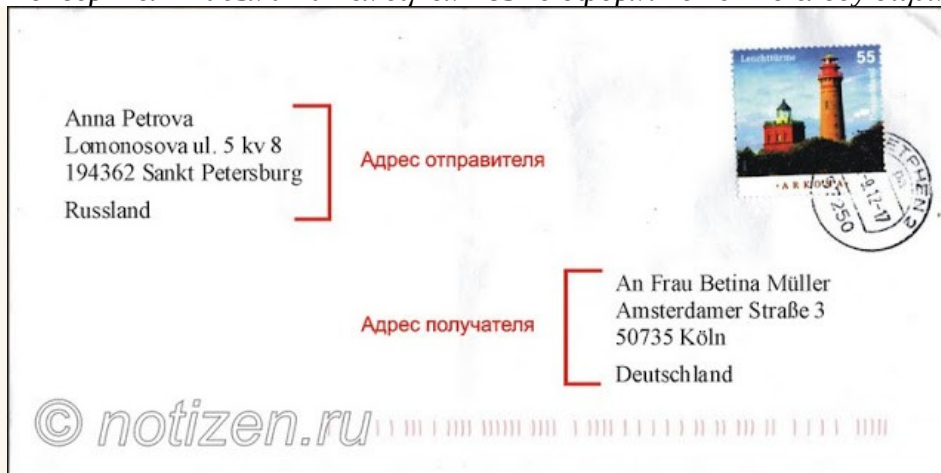 Anna Petrova
Lomonosova ul. 5 kv 8
194362 Sankt Petersburg
Russland
Адрес отправителя
Leuchttürme 55
ARKONA
An Frau Betina Müller
Amsterdamer Straße 3
50735 Köln
Deutschland
Адрес получателя
© notizen.ru